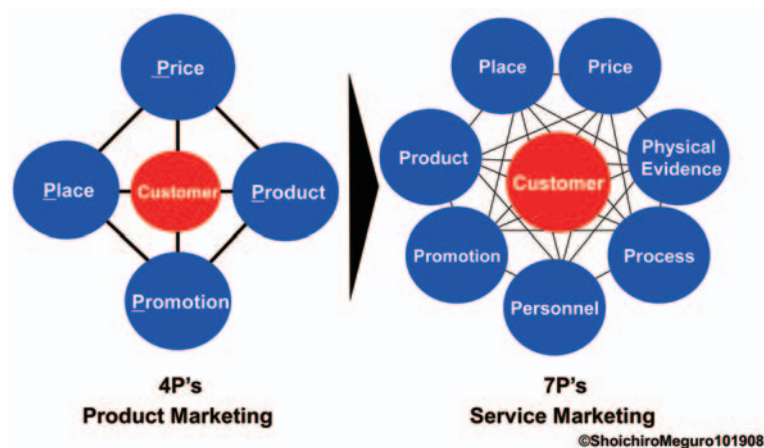 Price
Place
Customer
Product
Promotion
4P's
Product Marketing
Place
Price
Product
Customer
Physical
Evidence
Promotion
Process
Personnel
7P's
Service Marketing
©ShoichiroMeguro101908